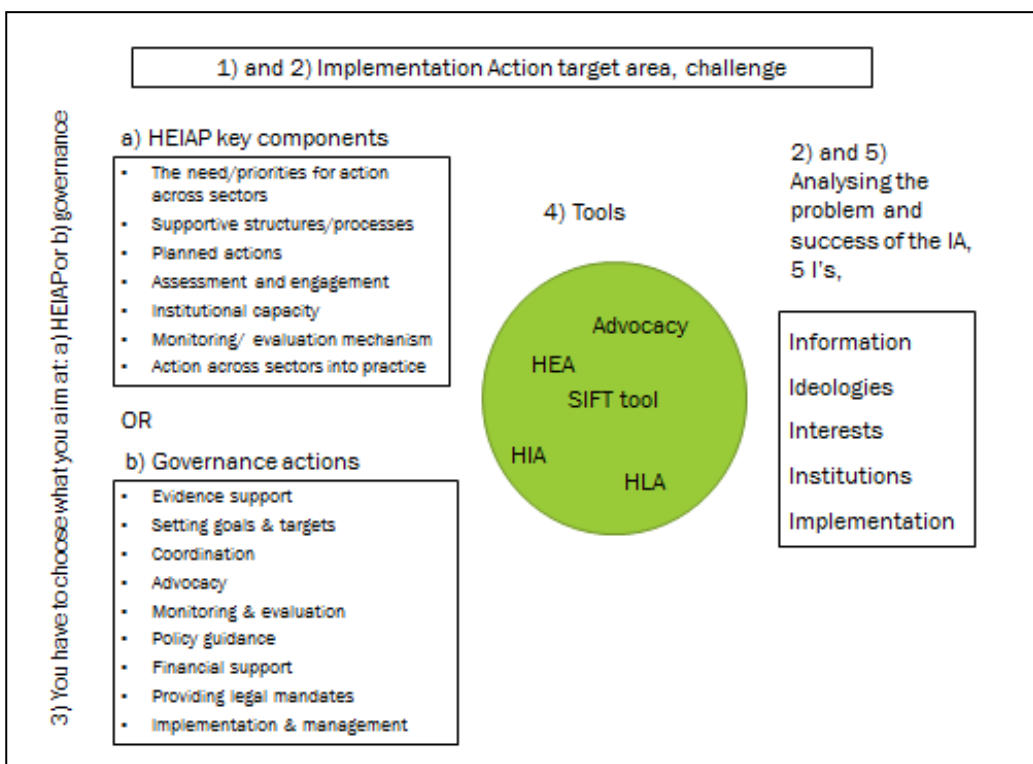 1) and 2) Implementation Action target area, challenge
3) You have to choose what you aim at: a) HEIAP or b) governance
a) HEIAP key components
• The need/priorities for action
across sectors
• Supportive structures/processes
• Planned actions
• Assessment and engagement
• Institutional capacity
• Monitoring/ evaluation mechanism
• Action across sectors into practice
OR
b) Governance actions
• Evidence support
• Setting goals & targets
• Coordination
• Advocacy
• Monitoring & evaluation
• Policy guidance
• Financial support
• Providing legal mandates
• Implementation & management
4) Tools
Advocacy
HEA
SIFT tool
HIA
HLA
2) and 5)
Analysing the
problem and
success of the IA,
5 I's,
Information
Ideologies
Interests
Institutions
Implementation